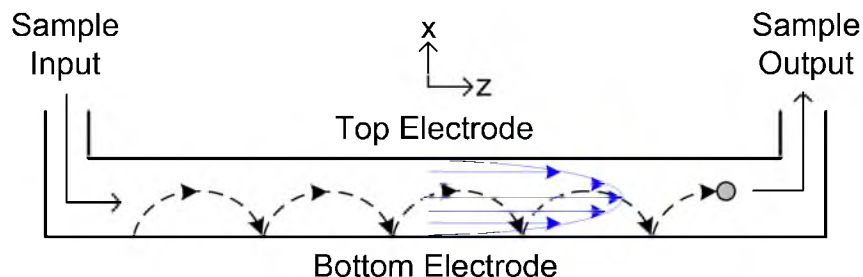 Sample
Input
x
z
Sample
Output
Top Electrode
Bottom Electrode